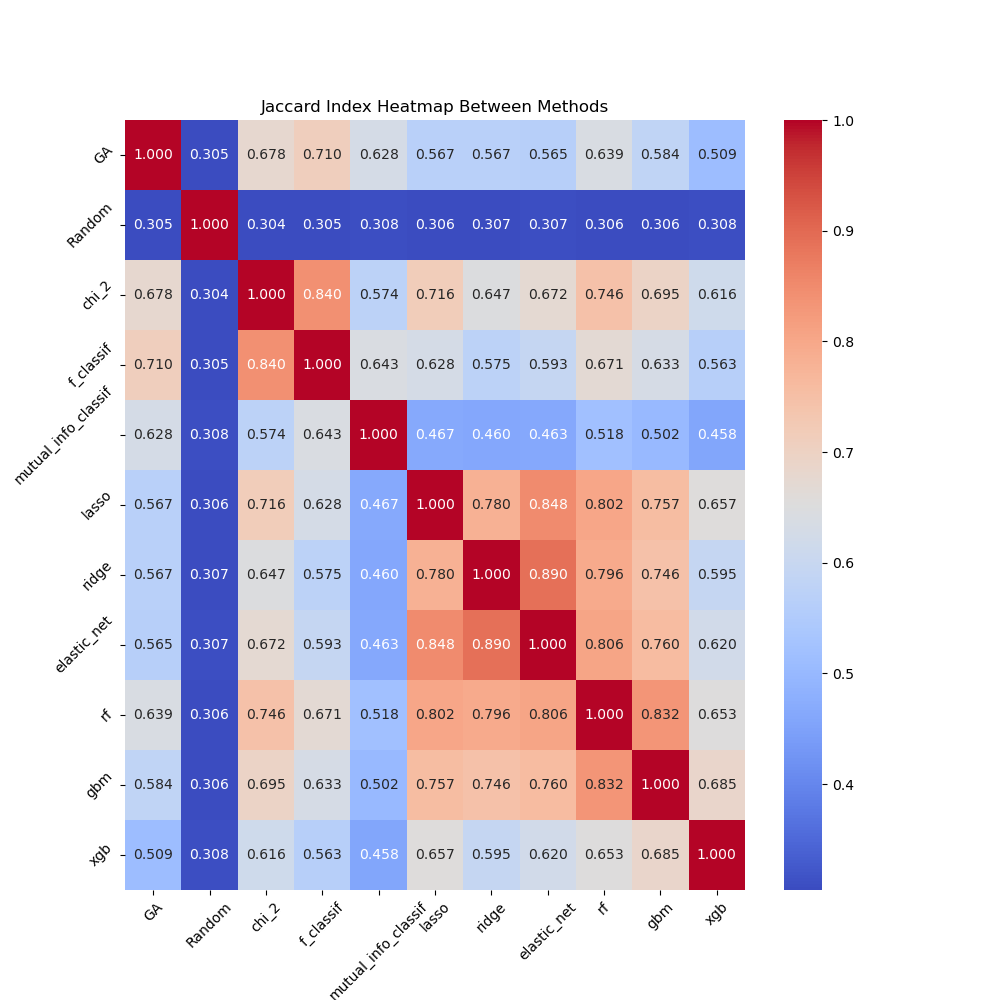 Jaccard Index Heatmap Between Methods
GA 1.000 0.305 0.678 0.710 0.628 0.567 0.567 0.565 0.639 0.584 0.509
Random 0.305 1.000 0.304 0.305 0.308 0.306 0.307 0.307 0.306 0.306 0.308
chi_2 0.678 0.304 1.000 0.840 0.574 0.716 0.647 0.672 0.746 0.695 0.616
f_classif 0.710 0.305 0.840 1.000 0.643 0.628 0.575 0.593 0.671 0.633 0.563
mutual_info_classif 0.628 0.308 0.574 0.643 1.000 0.467 0.460 0.463 0.518 0.502 0.458
lasso 0.567 0.306 0.716 0.628 0.467 1.000 0.780 0.848 0.802 0.757 0.657
ridge 0.567 0.307 0.647 0.575 0.460 0.780 1.000 0.890 0.796 0.746 0.595
elastic_net 0.565 0.307 0.672 0.593 0.463 0.848 0.890 1.000 0.806 0.760 0.620
rf 0.639 0.306 0.746 0.671 0.518 0.802 0.796 0.806 1.000 0.832 0.653
gbm 0.584 0.306 0.695 0.633 0.502 0.757 0.746 0.760 0.832 1.000 0.685
xgb 0.509 0.308 0.616 0.563 0.458 0.657 0.595 0.620 0.653 0.685 1.000
GA Random chi_2 f_classif mutual_info_classif lasso ridge elastic_net rf gbm xgb
1.0
0.9
0.8
0.7
0.6
0.5
0.4